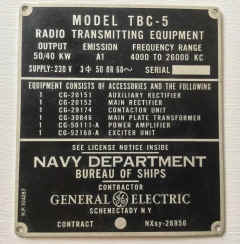 MODEL TBC-5
RADIO TRANSMITTING EQUIPMENT
OUTPUT EMISSION FREQUENCY RANGE
50/40 KW A1 4000 TO 26000 KC
SUPPLY: 230 V 3 φ 50 OR 60~ SERIAL
EQUIPMENT CONSISTS OF ACCESSORIES AND THE FOLLOWING
1 CG-20151 AUXILIARY RECTIFIER
1 CG-20152 MAIN RECTIFIER
1 CG-20174 CONTACTOR UNIT
1 CG-30846 MAIN PLATE TRANSFORMER
1 CG-50111-A POWER AMPLIFIER
1 CG-52168-A EXCITER UNIT
SEE LICENSE NOTICE INSIDE
NAVY DEPARTMENT
BUREAU OF SHIPS
CONTRACTOR
GENERAL GE ELECTRIC
SCHENECTADY N Y
CONTRACT NXsy-26950